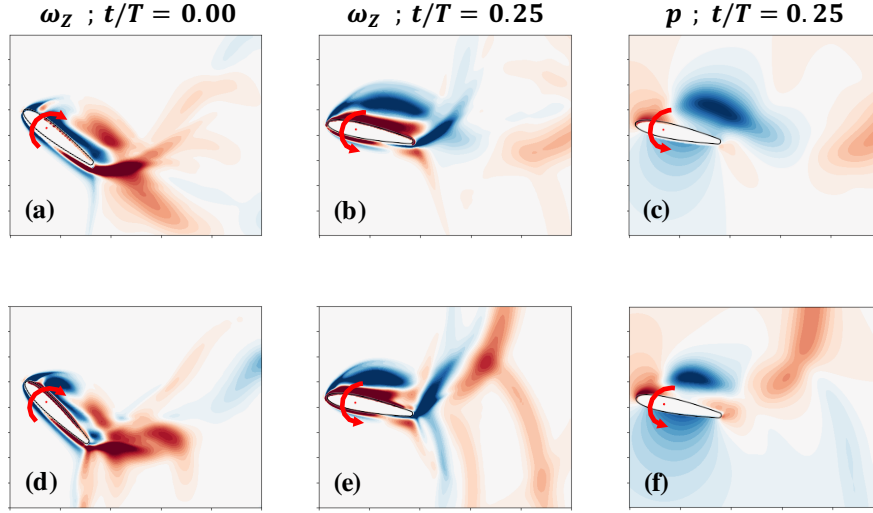 ω_Z ; t/T = 0.00 ω_Z ; t/T = 0.25 p ; t/T = 0.25
(a) (b) (c)
(d) (e) (f)